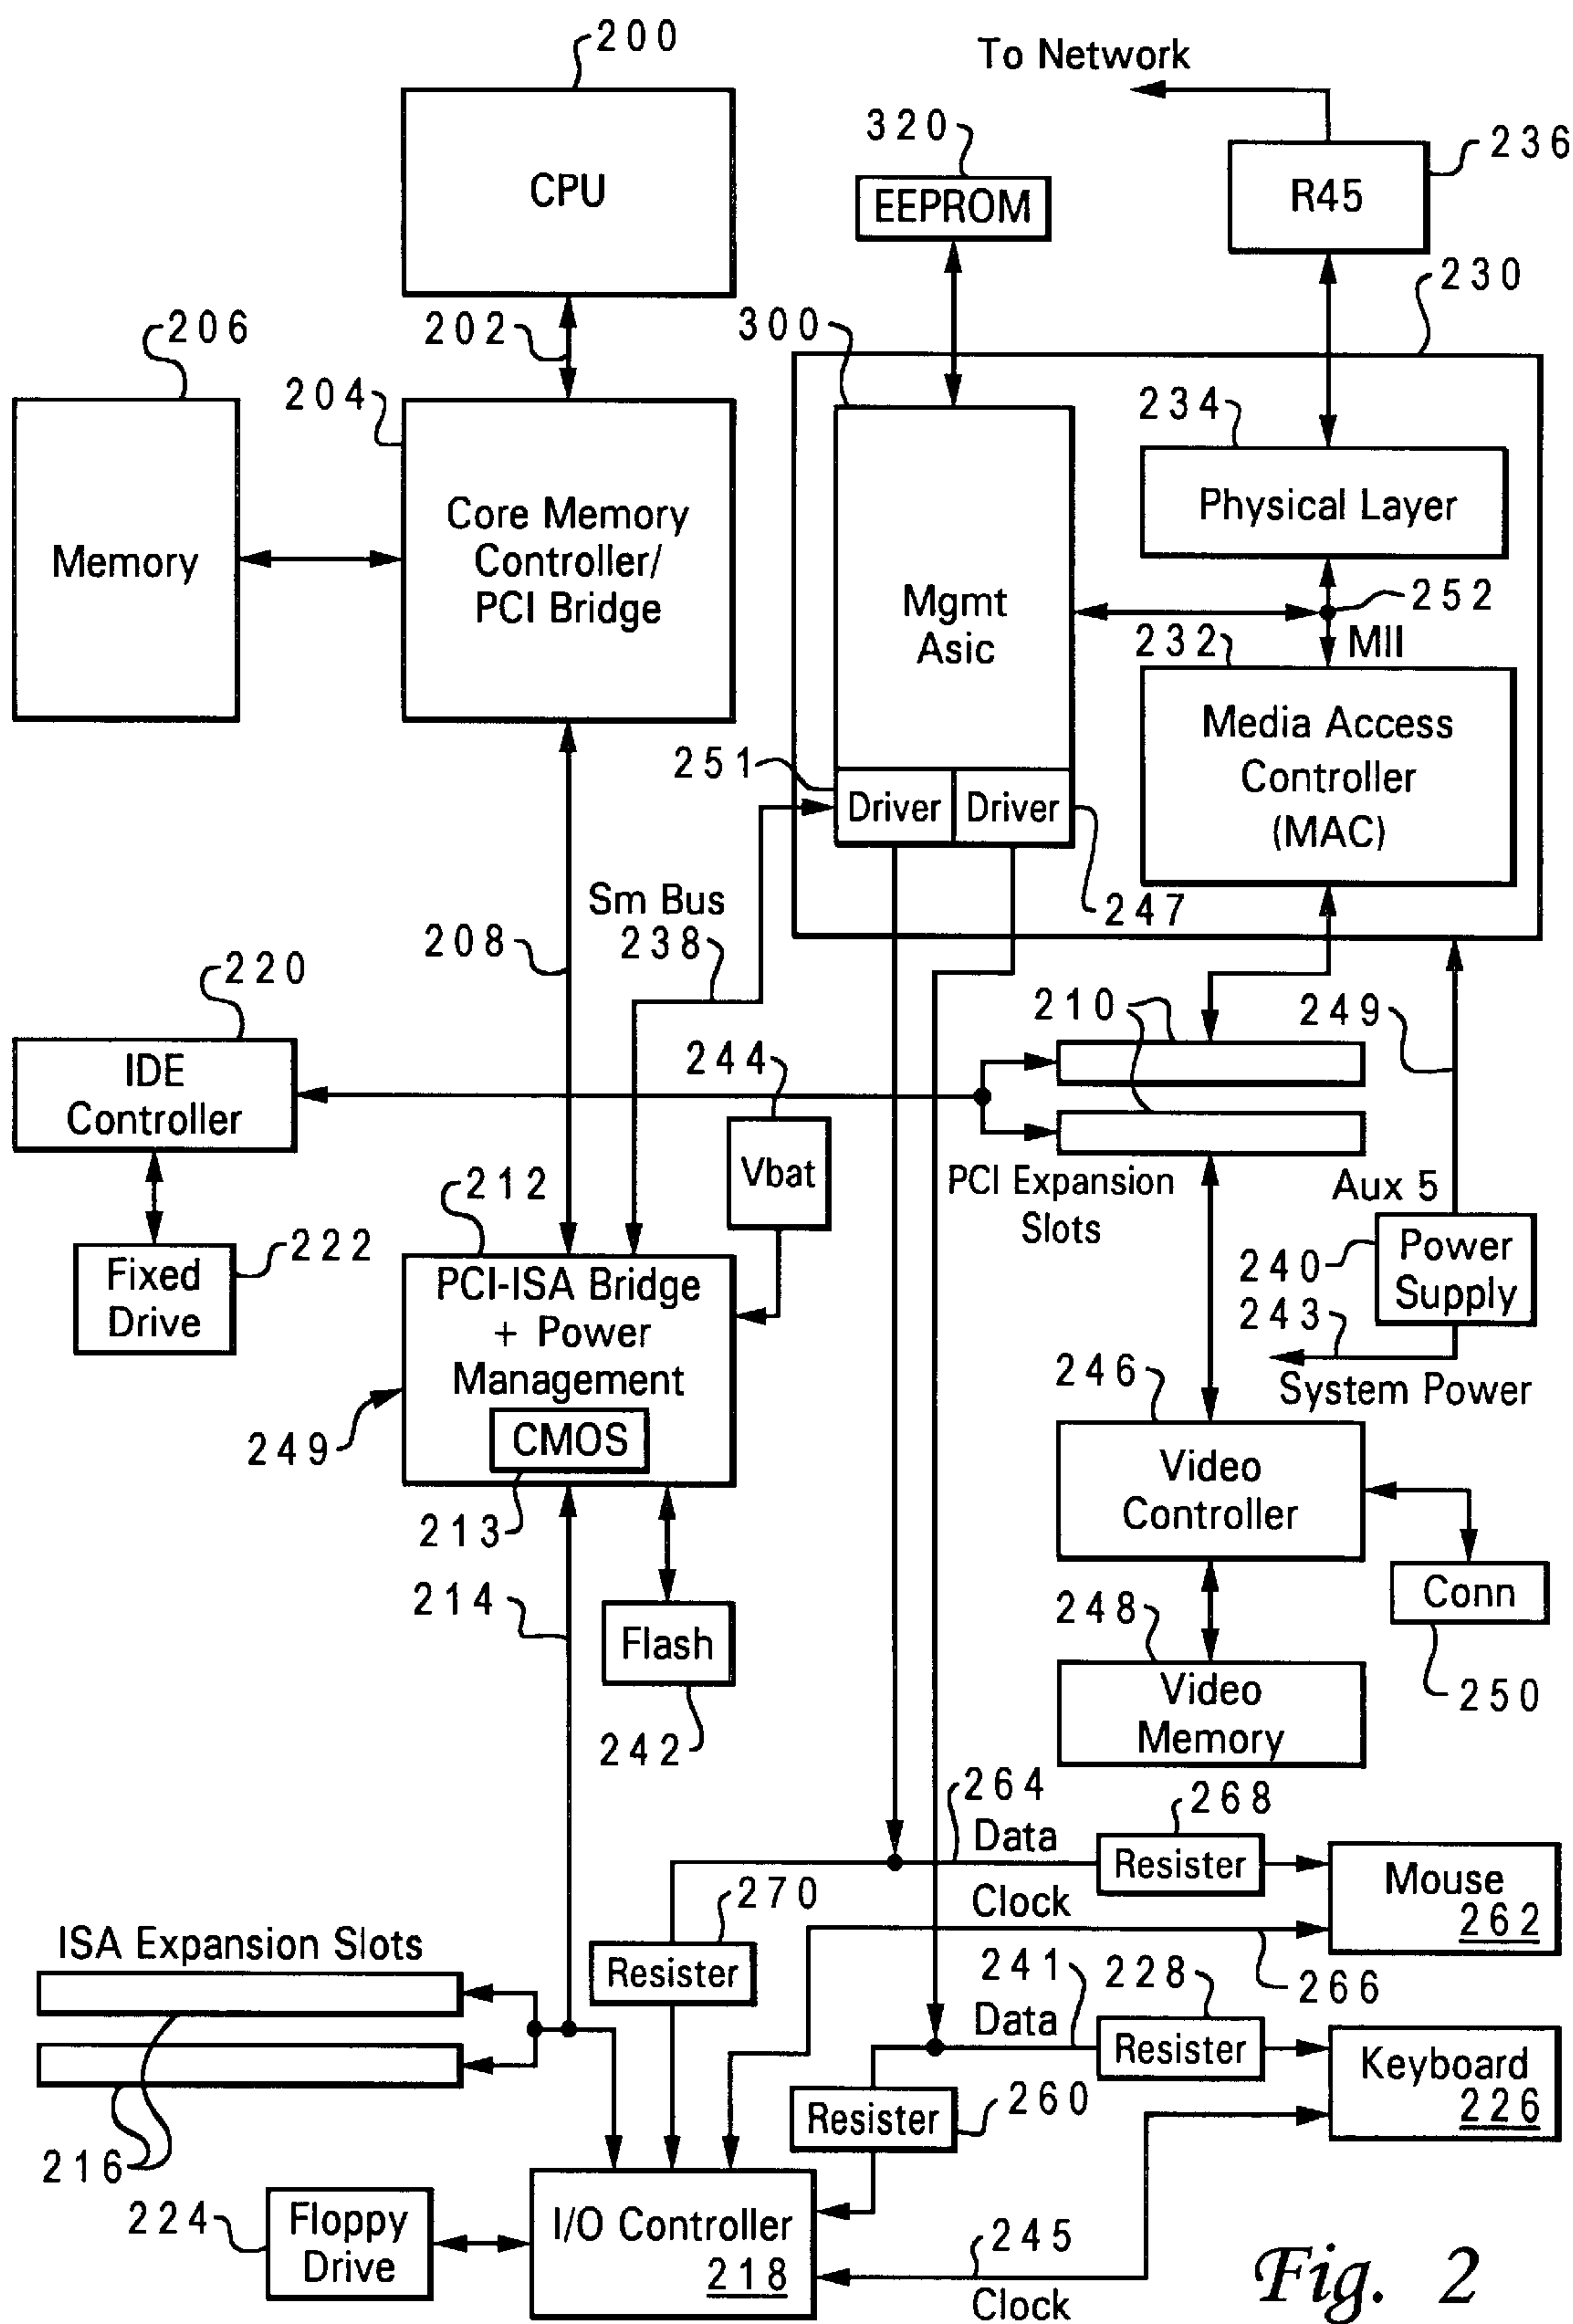 200
To Network
CPU
320
EEPROM
R45
236
202
206
204
300
230
234
Memory
Core Memory
Controller/
PCI Bridge
Physical Layer
Mgmt
Asic
252
MII
232
Media Access
Controller
(MAC)
251
Driver
Driver
247
Sm Bus
238
208
220
IDE
Controller
244
Vbat
210
249
PCI Expansion
Slots
Aux 5
240
Power
Supply
243
System Power
222
Fixed
Drive
212
PCI-ISA Bridge
+ Power
Management
CMOS
249
213
246
Video
Controller
Conn
250
214
Flash
242
248
Video
Memory
264
Data
268
Resister
Mouse
262
Clock
266
270
Resister
ISA Expansion Slots
216
241
Data
228
Resister
Keyboard
226
260
Resister
224
Floppy
Drive
I/O Controller
218
245
Clock
Fig. 2